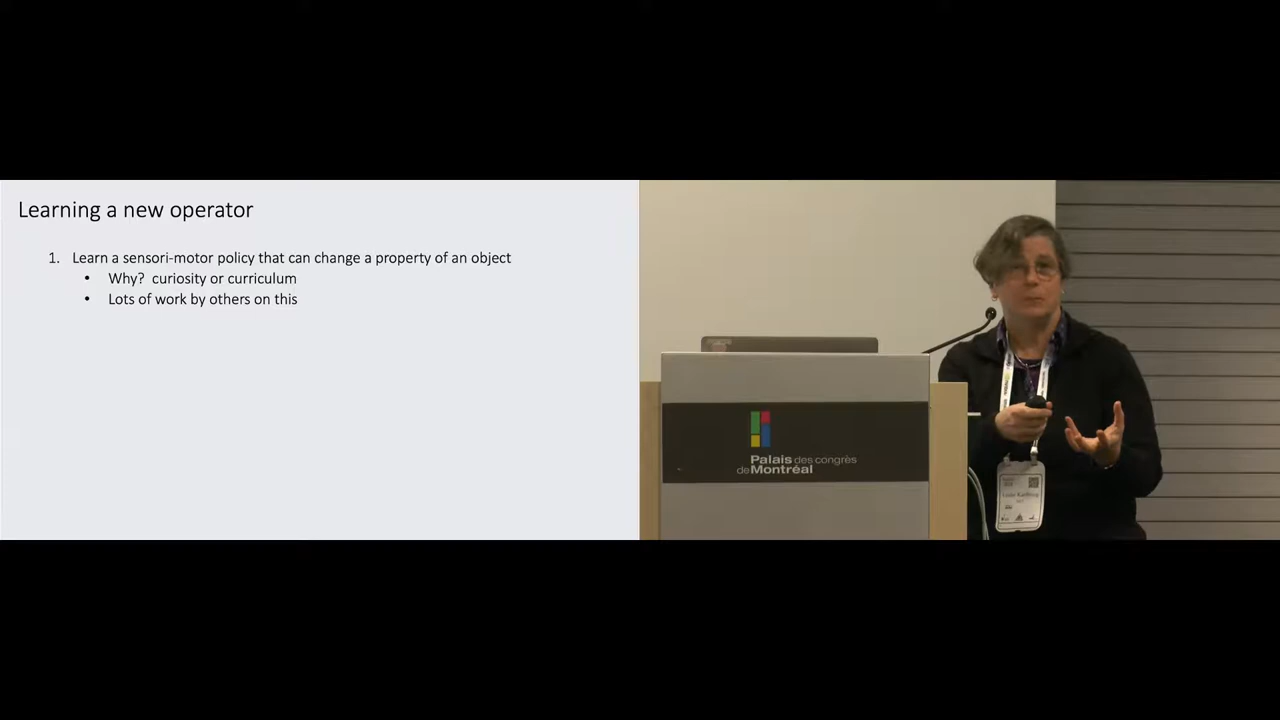 Learning a new operator
1. Learn a sensori-motor policy that can change a property of an object
• Why? curiosity or curriculum
• Lots of work by others on this
Palais des congrès
de Montréal